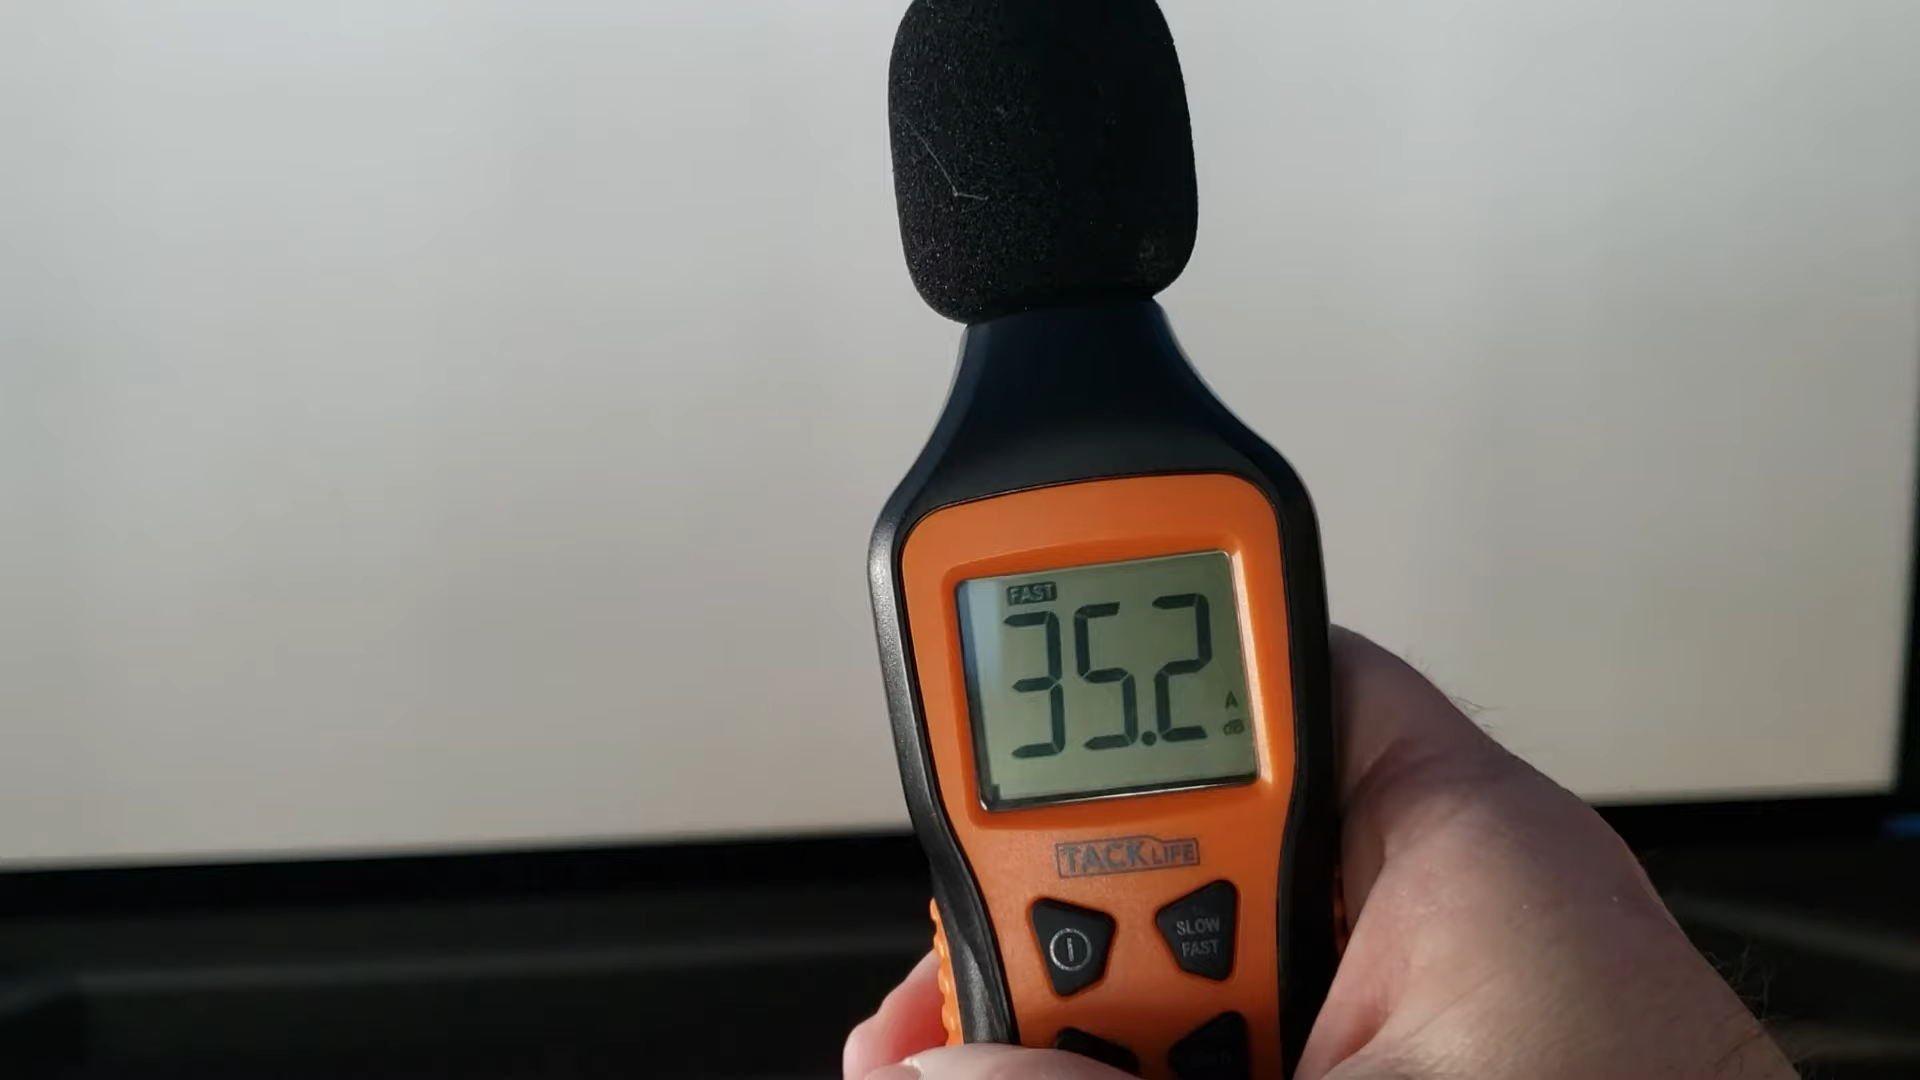 FAST
35.2
A
dB
TACKLIFE
SLOW
FAST